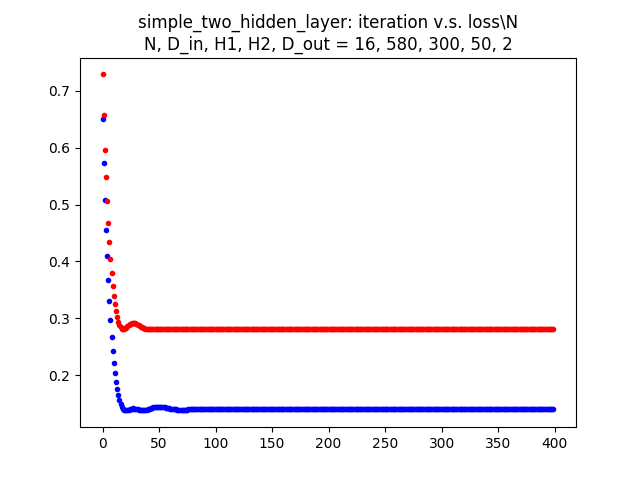 simple_two_hidden_layer: iteration v.s. loss\N
N, D_in, H1, H2, D_out = 16, 580, 300, 50, 2
0.7
0.6
0.5
0.4
0.3
0.2
0 50 100 150 200 250 300 350 400